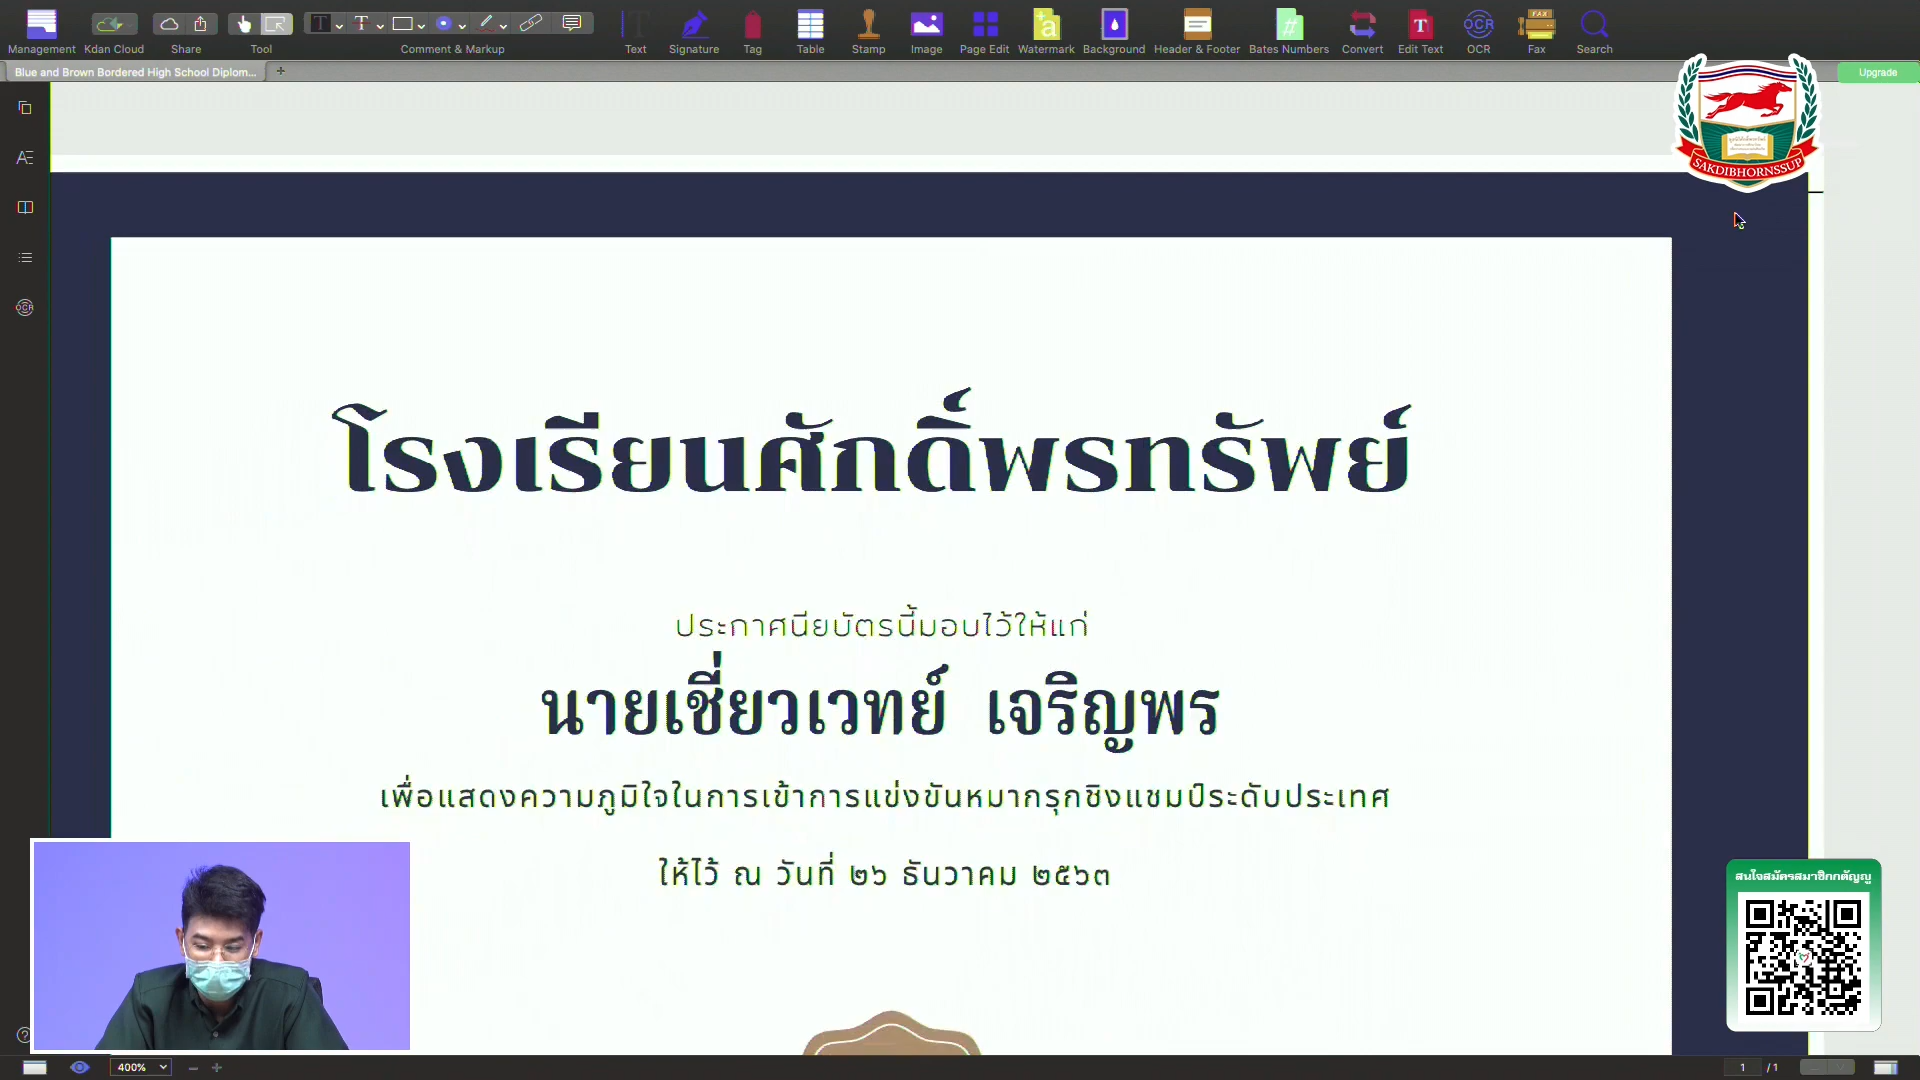 Management
Kdan Cloud
Share
Tool
Comment & Markup
Text
Signature
Tag
Table
Stamp
Image
Page Edit
Watermark
Background
Header & Footer
Bates Numbers
Convert
Edit Text
OCR
Fax
Search
Blue and Brown Bordered High School Diplom...
+
Upgrade
SAKDIBHORNSSUP
โรงเรียนศักดิ์พรทรัพย์
ประกาศนียบัตรนี้มอบไว้ให้แก่
นายเชี่ยวเวทย์ เจริญพร
เพื่อแสดงความภูมิใจในการเข้าการแข่งขันหมากรุกชิงแชมป์ระดับประเทศ
ให้ไว้ ณ วันที่ ๒๖ ธันวาคม ๒๕๖๓
สนใจสมัครสมาชิกกตัญญู
400%
1 / 1